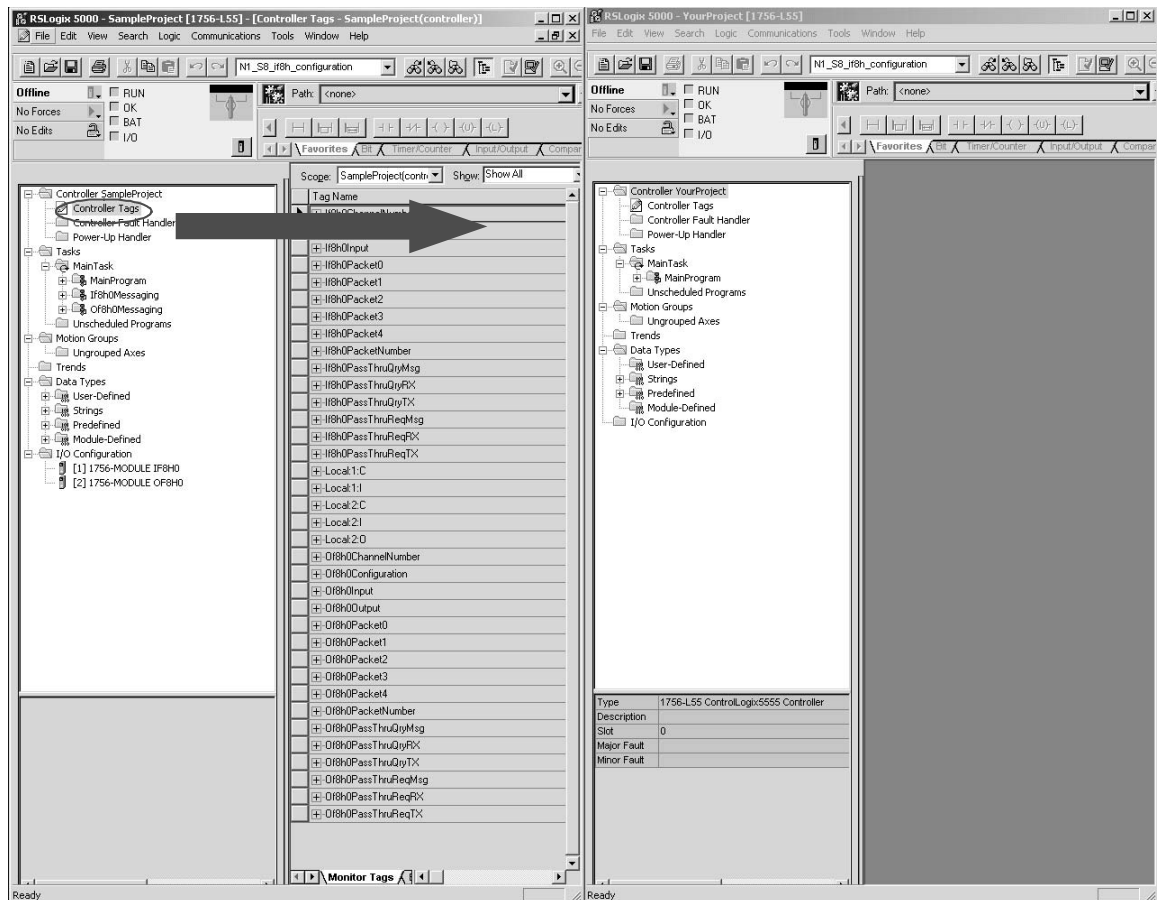 RSLogix 5000 - SampleProject [1756-L55] - [Controller Tags - SampleProject(controller)]
File Edit View Search Logic Communications Tools Window Help
N1_S8_if8h_configuration
Offline
RUN
No Forces
OK
No Edits
BAT
I/O
Path: <none>
Favorites Bit Timer/Counter Input/Output Compar
Controller SampleProject
Controller Tags
Controller Fault Handler
Power-Up Handler
Tasks
MainTask
MainProgram
If8h0Messaging
Of8h0Messaging
Unscheduled Programs
Motion Groups
Ungrouped Axes
Trends
Data Types
User-Defined
Strings
Predefined
Module-Defined
I/O Configuration
[1] 1756-MODULE IF8H0
[2] 1756-MODULE OF8H0
Scope: SampleProject(contr Show: Show All
Tag Name
If8h0ChannelNumb
If8h0Input
If8h0Packet0
If8h0Packet1
If8h0Packet2
If8h0Packet3
If8h0Packet4
If8h0PacketNumber
If8h0PassThruQryMsg
If8h0PassThruQryRX
If8h0PassThruQryTX
If8h0PassThruReqMsg
If8h0PassThruReqRX
If8h0PassThruReqTX
Local:1:C
Local:1:I
Local:2:C
Local:2:I
Local:2:O
Of8h0ChannelNumber
Of8h0Configuration
Of8h0Input
Of8h0Output
Of8h0Packet0
Of8h0Packet1
Of8h0Packet2
Of8h0Packet3
Of8h0Packet4
Of8h0PacketNumber
Of8h0PassThruQryMsg
Of8h0PassThruQryRX
Of8h0PassThruQryTX
Of8h0PassThruReqMsg
Of8h0PassThruReqRX
Of8h0PassThruReqTX
Monitor Tags
Ready
RSLogix 5000 - YourProject [1756-L55]
File Edit View Search Logic Communications Tools Window Help
N1_S8_if8h_configuration
Offline
RUN
No Forces
OK
No Edits
BAT
I/O
Path: <none>
Favorites Bit Timer/Counter Input/Output Compar
Controller YourProject
Controller Tags
Controller Fault Handler
Power-Up Handler
Tasks
MainTask
MainProgram
Unscheduled Programs
Motion Groups
Ungrouped Axes
Trends
Data Types
User-Defined
Strings
Predefined
Module-Defined
I/O Configuration
Type 1756-L55 ControlLogix5555 Controller
Description
Slot 0
Major Fault
Minor Fault
Ready